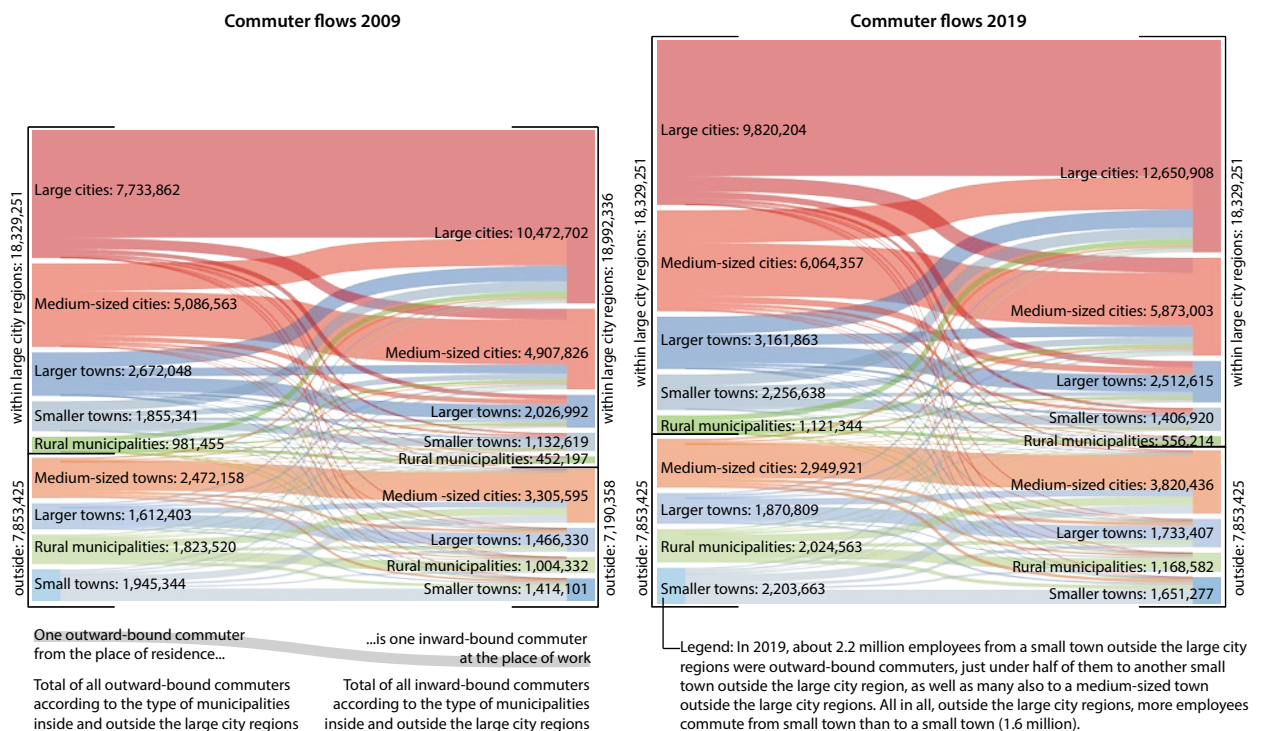 Commuter flows 2009
within large city regions: 18,329,251
outside: 7,853,425
Large cities: 7,733,862
Medium-sized cities: 5,086,563
Larger towns: 2,672,048
Smaller towns: 1,855,341
Rural municipalities: 981,455
Medium-sized towns: 2,472,158
Larger towns: 1,612,403
Rural municipalities: 1,823,520
Small towns: 1,945,344
Large cities: 10,472,702
Medium-sized cities: 4,907,826
Larger towns: 2,026,992
Smaller towns: 1,132,619
Rural municipalities: 452,197
Medium -sized cities: 3,305,595
Larger towns: 1,466,330
Rural municipalities: 1,004,332
Smaller towns: 1,414,101
within large city regions: 18,992,336
outside: 7,190,358
One outward-bound commuter
from the place of residence...
...is one inward-bound commuter
at the place of work
Total of all outward-bound commuters
according to the type of municipalities
inside and outside the large city regions
Total of all inward-bound commuters
according to the type of municipalities
inside and outside the large city regions
Commuter flows 2019
within large city regions: 18,329,251
outside: 7,853,425
Large cities: 9,820,204
Medium-sized cities: 6,064,357
Larger towns: 3,161,863
Smaller towns: 2,256,638
Rural municipalities: 1,121,344
Medium-sized cities: 2,949,921
Larger towns: 1,870,809
Rural municipalities: 2,024,563
Smaller towns: 2,203,663
Large cities: 12,650,908
Medium-sized cities: 5,873,003
Larger towns: 2,512,615
Smaller towns: 1,406,920
Rural municipalities: 556,214
Medium-sized cities: 3,820,436
Larger towns: 1,733,407
Rural municipalities: 1,168,582
Smaller towns: 1,651,277
within large city regions: 18,329,251
outside: 7,853,425
Legend: In 2019, about 2.2 million employees from a small town outside the large city
regions were outward-bound commuters, just under half of them to another small
town outside the large city region, as well as many also to a medium-sized town
outside the large city regions. All in all, outside the large city regions, more employees
commute from small town than to a small town (1.6 million).